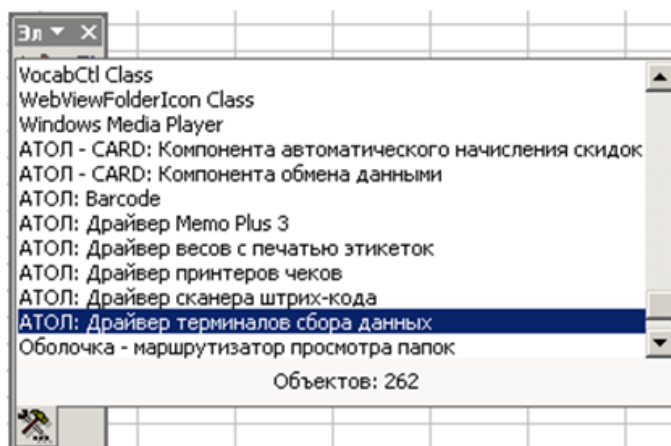 Эл
VocabCtl Class
WebViewFolderIcon Class
Windows Media Player
АТОЛ - CARD: Компонента автоматического начисления скидок
АТОЛ - CARD: Компонента обмена данными
АТОЛ: Barcode
АТОЛ: Драйвер Memo Plus 3
АТОЛ: Драйвер весов с печатью этикеток
АТОЛ: Драйвер принтеров чеков
АТОЛ: Драйвер сканера штрих-кода
АТОЛ: Драйвер терминалов сбора данных
Оболочка - маршрутизатор просмотра папок
Объектов: 262